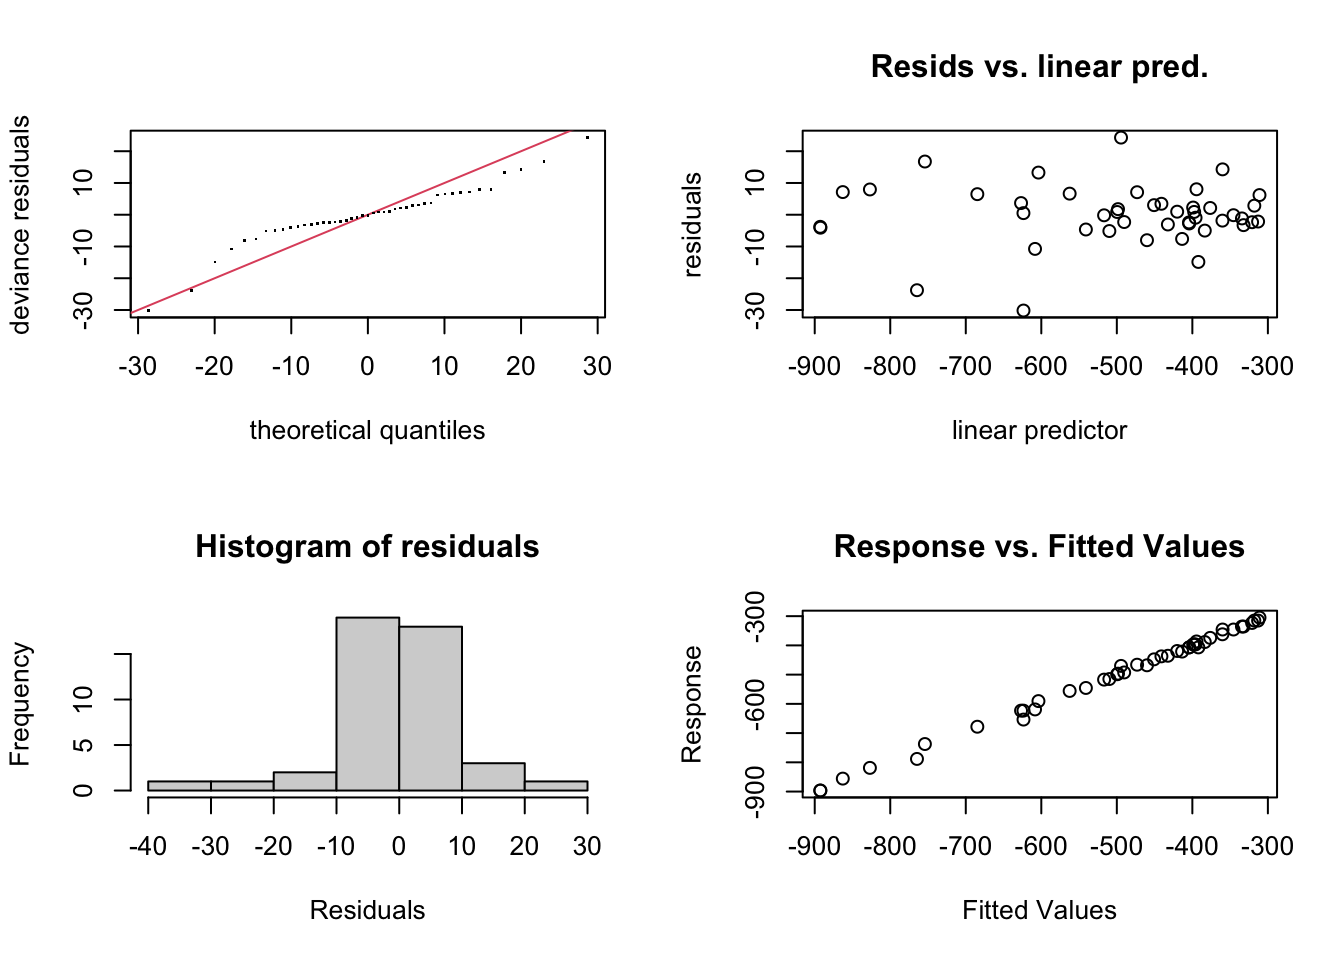 deviance residuals
-30 -10 10
-30 -20 -10 0 10 20 30
theoretical quantiles
Resids vs. linear pred.
residuals
-30 -10 10
-900 -800 -700 -600 -500 -400 -300
linear predictor
Histogram of residuals
Frequency
0 5 10
-40 -30 -20 -10 0 10 20 30
Residuals
Response vs. Fitted Values
Response
-900 -600 -300
-900 -800 -700 -600 -500 -400 -300
Fitted Values